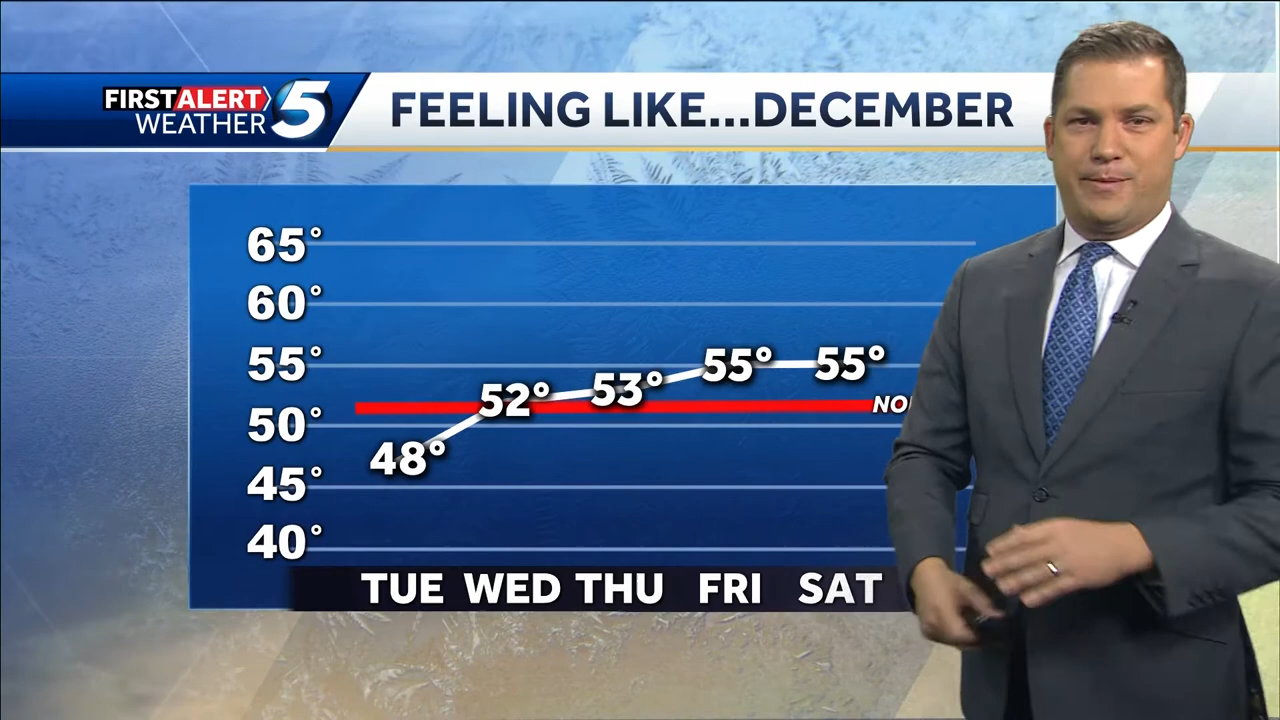 FIRST ALERT 5
WEATHER
FEELING LIKE...DECEMBER
65°
60°
55°
50°
45°
40°
48°
52°
53°
55°
55°
TUE WED THU FRI SAT